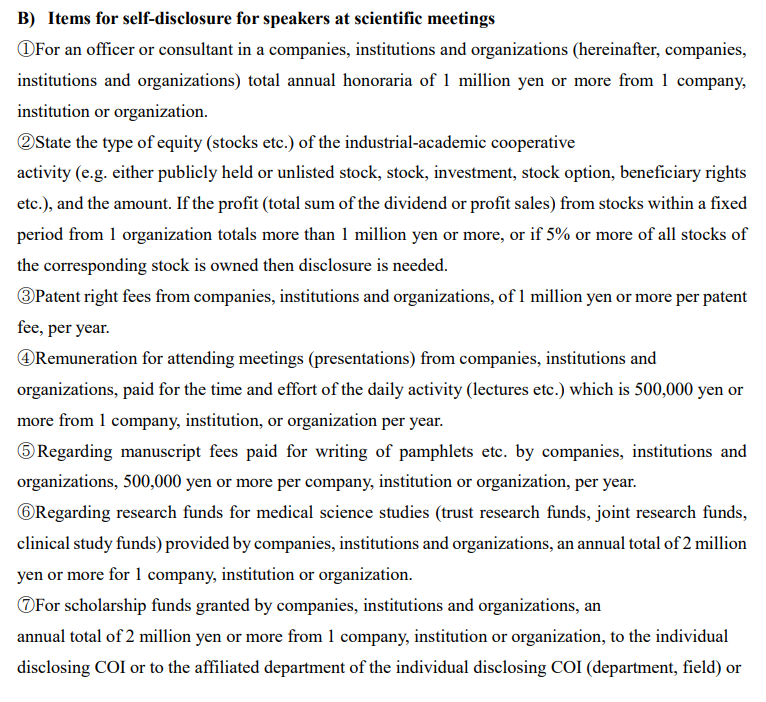 B) Items for self-disclosure for speakers at scientific meetings
①For an officer or consultant in a companies, institutions and organizations (hereinafter, companies,
institutions and organizations) total annual honoraria of 1 million yen or more from 1 company,
institution or organization.
②State the type of equity (stocks etc.) of the industrial-academic cooperative
activity (e.g. either publicly held or unlisted stock, stock, investment, stock option, beneficiary rights
etc.), and the amount. If the profit (total sum of the dividend or profit sales) from stocks within a fixed
period from 1 organization totals more than 1 million yen or more, or if 5% or more of all stocks of
the corresponding stock is owned then disclosure is needed.
③Patent right fees from companies, institutions and organizations, of 1 million yen or more per patent
fee, per year.
④Remuneration for attending meetings (presentations) from companies, institutions and
organizations, paid for the time and effort of the daily activity (lectures etc.) which is 500,000 yen or
more from 1 company, institution, or organization per year.
⑤Regarding manuscript fees paid for writing of pamphlets etc. by companies, institutions and
organizations, 500,000 yen or more per company, institution or organization, per year.
⑥Regarding research funds for medical science studies (trust research funds, joint research funds,
clinical study funds) provided by companies, institutions and organizations, an annual total of 2 million
yen or more for 1 company, institution or organization.
⑦For scholarship funds granted by companies, institutions and organizations, an
annual total of 2 million yen or more from 1 company, institution or organization, to the individual
disclosing COI or to the affiliated department of the individual disclosing COI (department, field) or